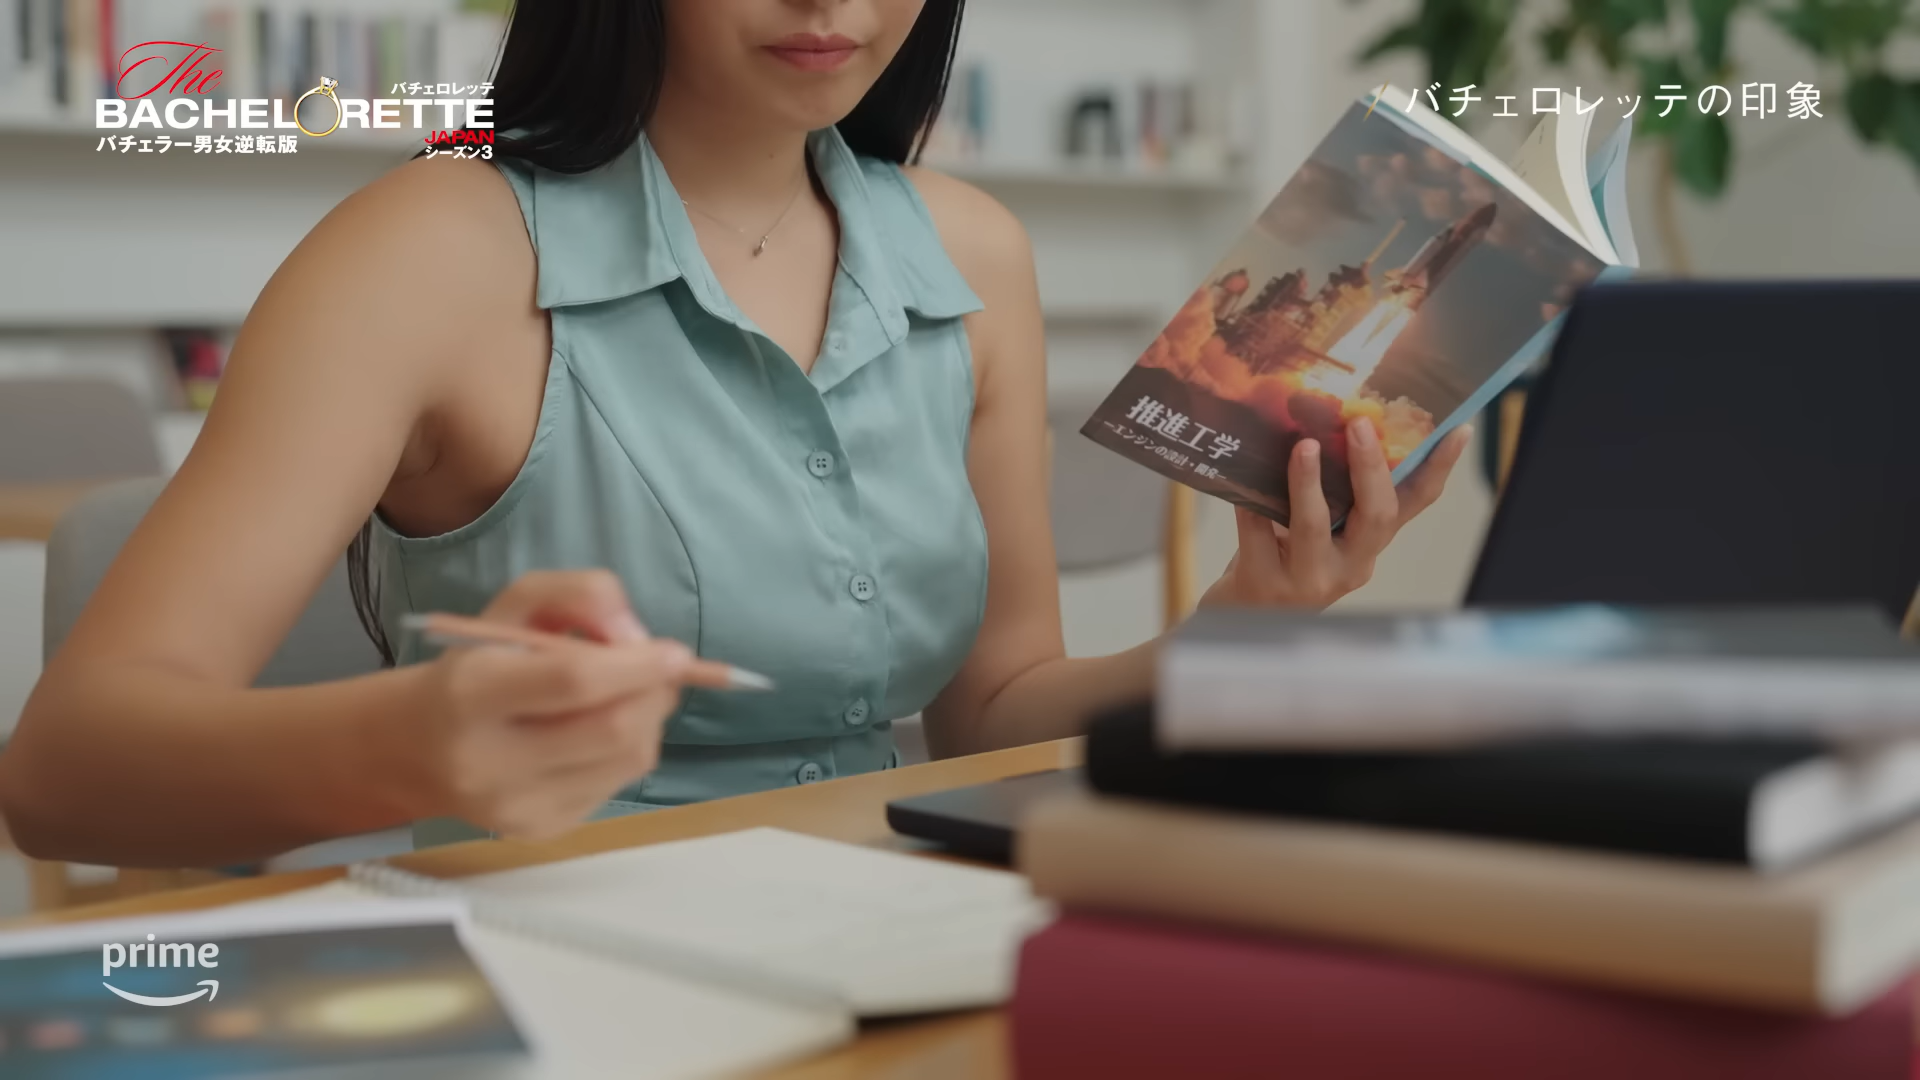 The
BACHELORETTE
バチェロレッテ
JAPAN
バチェラー男女逆転版
シーズン3
バチェロレッテの印象
推進工学
ーエンジンの設計・開発ー
prime